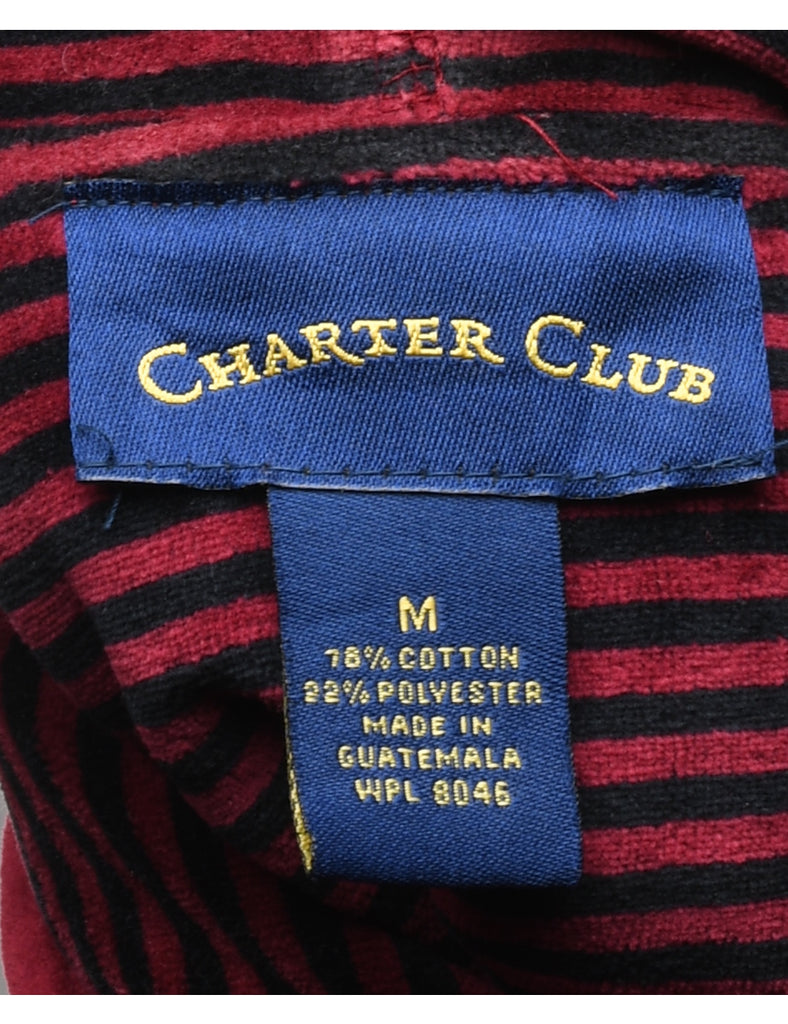 CHARTER CLUB
M
78% COTTON
22% POLYESTER
MADE IN
GUATEMALA
WPL 8046